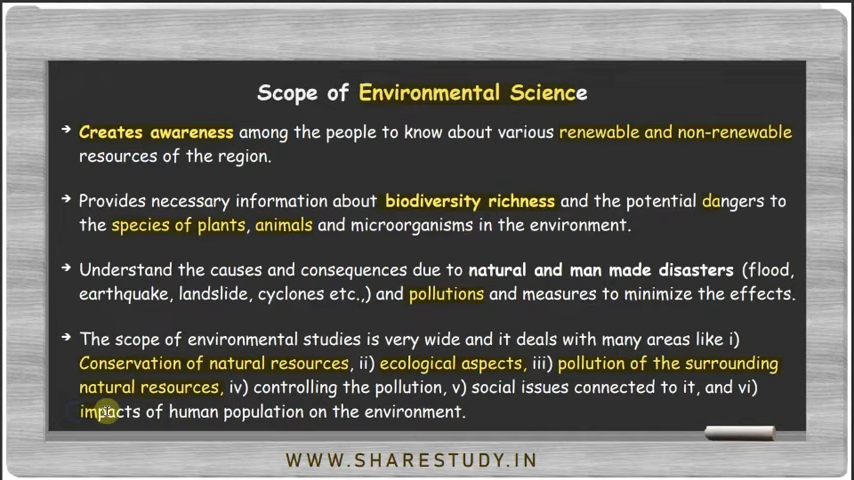 Scope of Environmental Science
➔ Creates awareness among the people to know about various renewable and non-renewable
resources of the region.
➔ Provides necessary information about biodiversity richness and the potential dangers to
the species of plants, animals and microorganisms in the environment.
➔ Understand the causes and consequences due to natural and man made disasters (flood,
earthquake, landslide, cyclones etc.,) and pollutions and measures to minimize the effects.
➔ The scope of environmental studies is very wide and it deals with many areas like i)
Conservation of natural resources, ii) ecological aspects, iii) pollution of the surrounding
natural resources, iv) controlling the pollution, v) social issues connected to it, and vi)
impacts of human population on the environment.
WWW.SHARESTUDY.IN